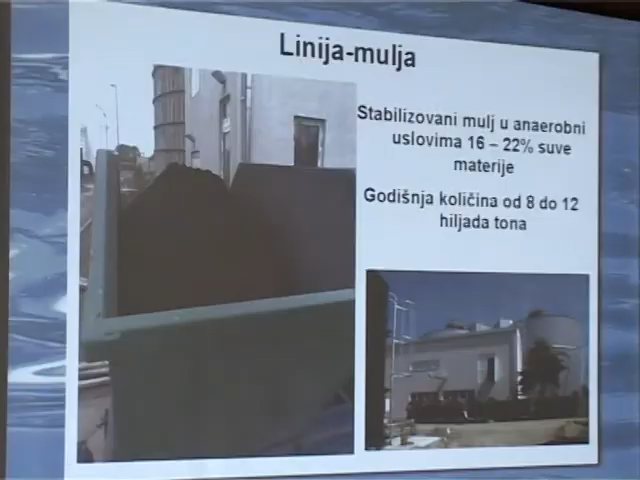 Linija-mulja
Stabilizovani mulj u anaerobni
uslovima 16 – 22% suve
materije
Godišnja količina od 8 do 12
hiljada tona